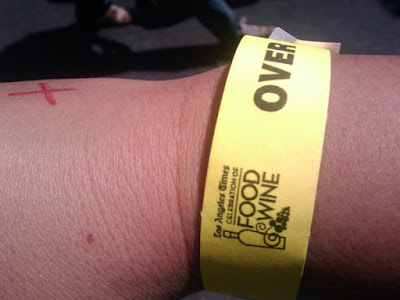 OVER
Los Angeles Times
CELEBRATION OF
FOOD
WINE